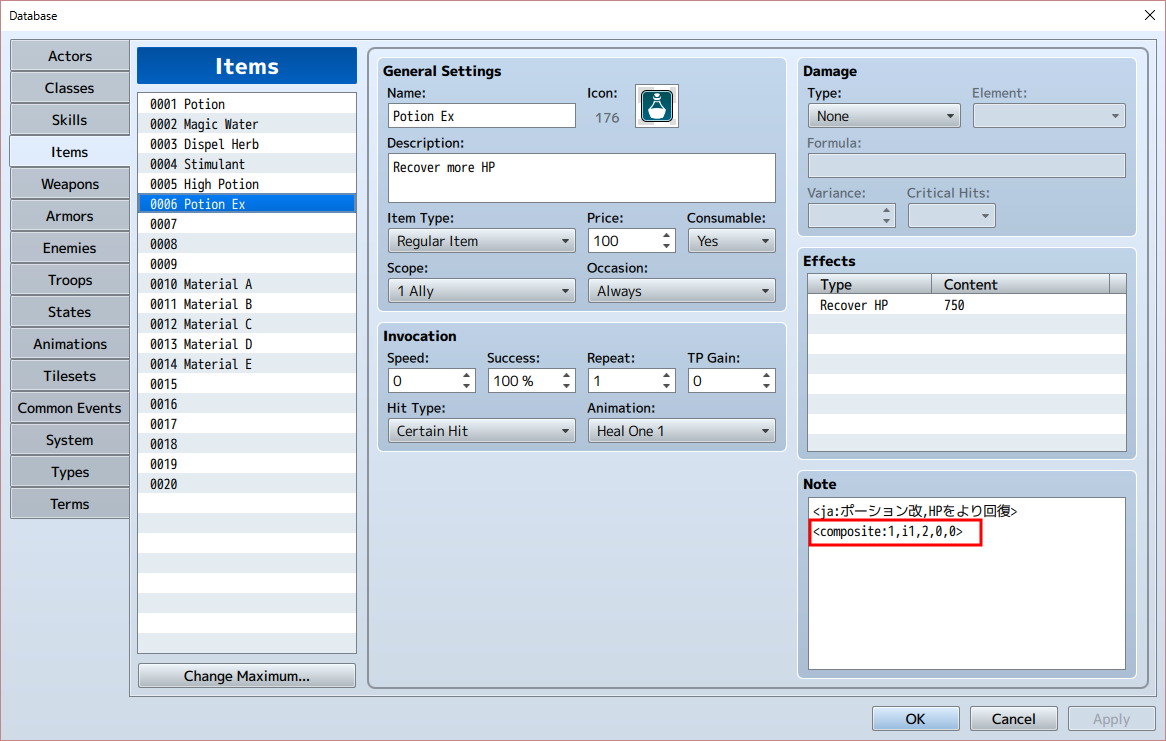 Database
Actors
Classes
Skills
Items
Weapons
Armors
Enemies
Troops
States
Animations
Tilesets
Common Events
System
Types
Terms
Items
0001 Potion
0002 Magic Water
0003 Dispel Herb
0004 Stimulant
0005 High Potion
0006 Potion Ex
0007
0008
0009
0010 Material A
0011 Material B
0012 Material C
0013 Material D
0014 Material E
0015
0016
0017
0018
0019
0020
Change Maximum...
General Settings
Name:
Icon:
Potion Ex
176
Description:
Recover more HP
Item Type:
Price:
Consumable:
Regular Item
100
Yes
Scope:
Occasion:
1 Ally
Always
Invocation
Speed:
Success:
Repeat:
TP Gain:
0
100 %
1
0
Hit Type:
Animation:
Certain Hit
Heal One 1
Damage
Type:
Element:
None
Formula:
Variance:
Critical Hits:
Effects
Type
Content
Recover HP
750
Note
<ja:ポーション改,HPをより回復>
<composite:1,i1,2,0,0>
OK
Cancel
Apply